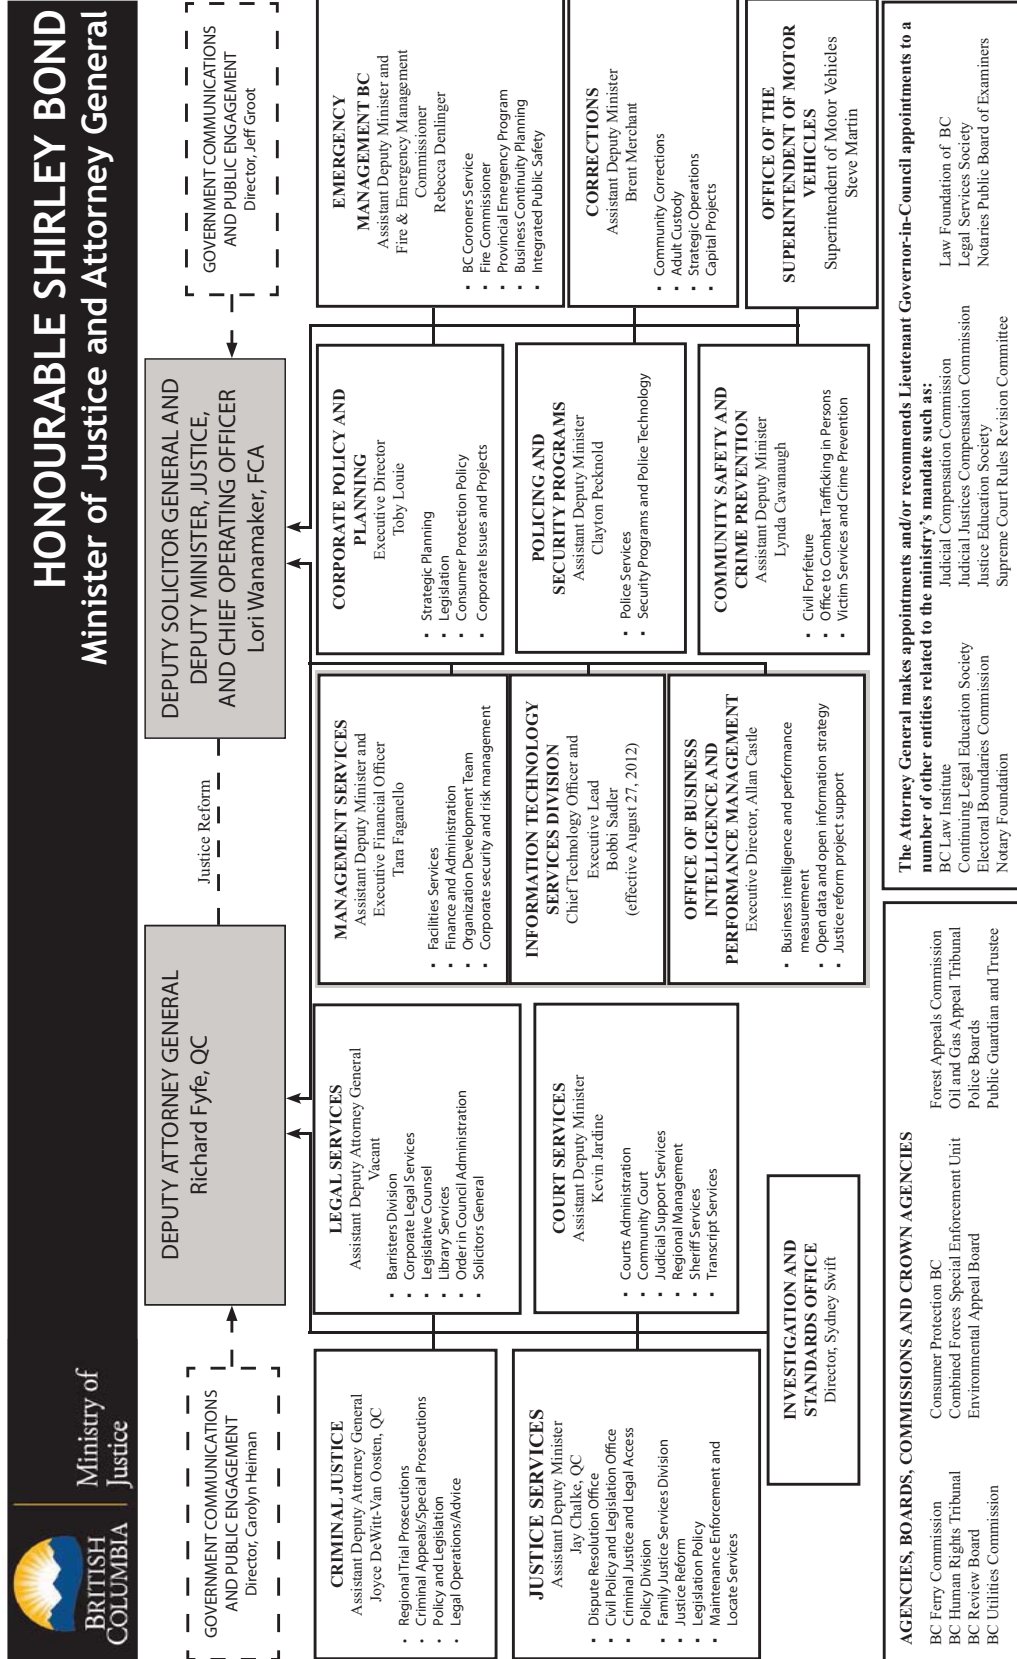 BRITISH
COLUMBIA
Ministry of
Justice
HONOURABLE SHIRLEY BOND
Minister of Justice and Attorney General
GOVERNMENT COMMUNICATIONS
AND PUBLIC ENGAGEMENT
Director, Carolyn Heiman
DEPUTY ATTORNEY GENERAL
Richard Fyfe, QC
Justice Reform
DEPUTY SOLICITOR GENERAL AND
DEPUTY MINISTER, JUSTICE,
AND CHIEF OPERATING OFFICER
Lori Wanamaker, FCA
GOVERNMENT COMMUNICATIONS
AND PUBLIC ENGAGEMENT
Director, Jeff Groot
CRIMINAL JUSTICE
Assistant Deputy Attorney General
Joyce DeWitt-Van Oosten, QC
• Regional Trial Prosecutions
• Criminal Appeals/Special Prosecutions
• Policy and Legislation
• Legal Operations/Advice
JUSTICE SERVICES
Assistant Deputy Minister
Jay Chalke, QC
• Dispute Resolution Office
• Civil Policy and Legislation Office
• Criminal Justice and Legal Access
Policy Division
• Family Justice Services Division
• Justice Reform
• Legislation Policy
• Maintenance Enforcement and
Locate Services
LEGAL SERVICES
Assistant Deputy Attorney General
Vacant
• Barristers Division
• Corporate Legal Services
• Legislative Counsel
• Library Services
• Order in Council Administration
• Solicitors General
COURT SERVICES
Assistant Deputy Minister
Kevin Jardine
• Courts Administration
• Community Court
• Judicial Support Services
• Regional Management
• Sheriff Services
• Transcript Services
INVESTIGATION AND
STANDARDS OFFICE
Director, Sydney Swift
MANAGEMENT SERVICES
Assistant Deputy Minister and
Executive Financial Officer
Tara Faganello
• Facilities Services
• Finance and Administration
• Organization Development Team
• Corporate security and risk management
INFORMATION TECHNOLOGY
SERVICES DIVISION
Chief Technology Officer and
Executive Lead
Bobbi Sadler
(effective August 27, 2012)
OFFICE OF BUSINESS
INTELLIGENCE AND
PERFORMANCE MANAGEMENT
Executive Director, Allan Castle
• Business intelligence and performance
measurement
• Open data and open information strategy
• Justice reform project support
CORPORATE POLICY AND
PLANNING
Executive Director
Toby Louie
• Strategic Planning
• Legislation
• Consumer Protection Policy
• Corporate Issues and Projects
POLICING AND
SECURITY PROGRAMS
Assistant Deputy Minister
Clayton Pecknold
• Police Services
• Security Programs and Police Technology
COMMUNITY SAFETY AND
CRIME PREVENTION
Assistant Deputy Minister
Lynda Cavanaugh
• Civil Forfeiture
• Office to Combat Trafficking in Persons
• Victim Services and Crime Prevention
EMERGENCY
MANAGEMENT BC
Assistant Deputy Minister and
Fire & Emergency Management
Commissioner
Rebecca Denlinger
• BC Coroners Service
• Fire Commissioner
• Provincial Emergency Program
• Business Continuity Planning
• Integrated Public Safety
CORRECTIONS
Assistant Deputy Minister
Brent Merchant
• Community Corrections
• Adult Custody
• Strategic Operations
• Capital Projects
OFFICE OF THE
SUPERINTENDENT OF MOTOR
VEHICLES
Superintendent of Motor Vehicles
Steve Martin
AGENCIES, BOARDS, COMMISSIONS AND CROWN AGENCIES
BC Ferry Commission
BC Human Rights Tribunal
BC Review Board
BC Utilities Commission
Consumer Protection BC
Combined Forces Special Enforcement Unit
Environmental Appeal Board
Forest Appeals Commission
Oil and Gas Appeal Tribunal
Police Boards
Public Guardian and Trustee
The Attorney General makes appointments and/or recommends Lieutenant Governor-in-Council appointments to a
number of other entities related to the ministry's mandate such as:
BC Law Institute
Continuing Legal Education Society
Electoral Boundaries Commission
Notary Foundation
Judicial Compensation Commission
Judicial Justices Compensation Commission
Justice Education Society
Supreme Court Rules Revision Committee
Law Foundation of BC
Legal Services Society
Notaries Public Board of Examiners